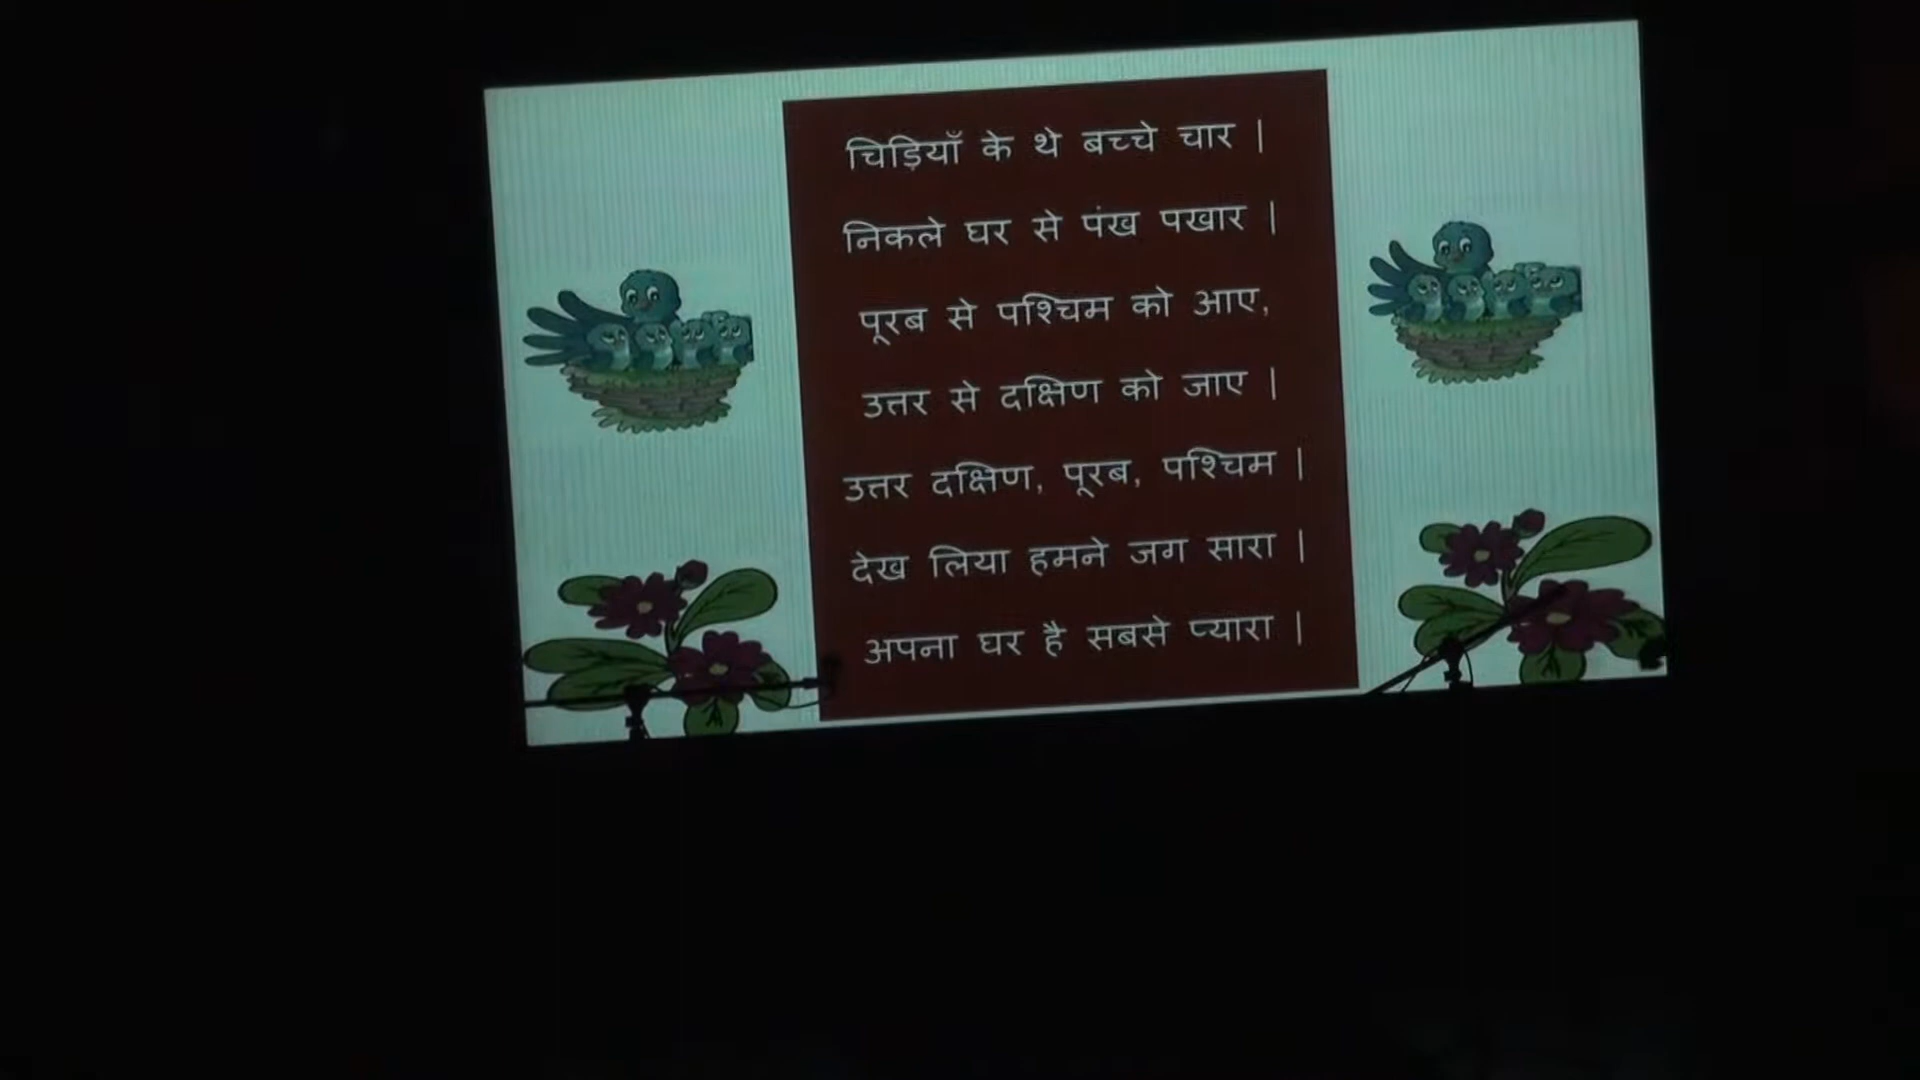 चिड़ियाँ के थे बच्चे चार |
निकले घर से पंख पखार |
पूरब से पश्चिम को आए,
उत्तर से दक्षिण को जाए |
उत्तर दक्षिण, पूरब, पश्चिम |
देख लिया हमने जग सारा |
अपना घर है सबसे प्यारा |